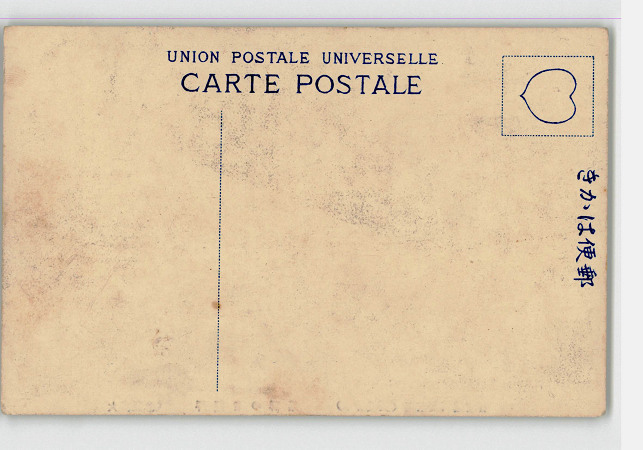 UNION POSTALE UNIVERSELLE
CARTE POSTALE
きかは便郵